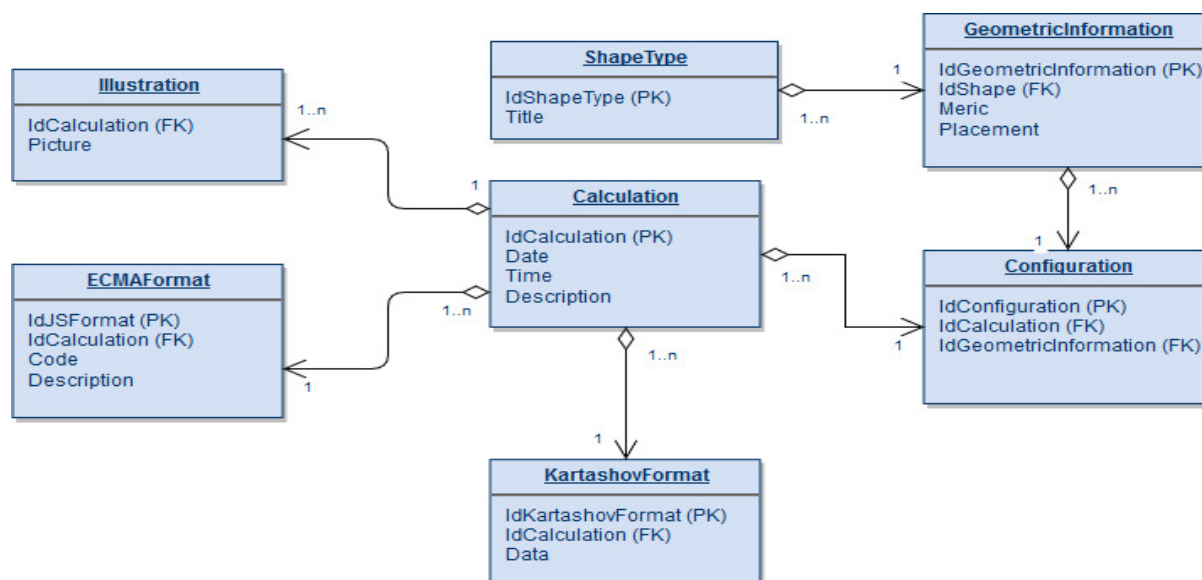 GeometricInformation
IdGeometricInformation (PK)
IdShape (FK)
Meric
Placement
ShapeType
IdShapeType (PK)
Title
1..n
1
Illustration
IdCalculation (FK)
Picture
1..n
1
1..n
1
Calculation
IdCalculation (PK)
Date
Time
Description
1..n
1
Configuration
IdConfiguration (PK)
IdCalculation (FK)
IdGeometricInformation (FK)
ECMAFormat
IdJSFormat (PK)
IdCalculation (FK)
Code
Description
1..n
1
1..n
1
KartashovFormat
IdKartashovFormat (PK)
IdCalculation (FK)
Data